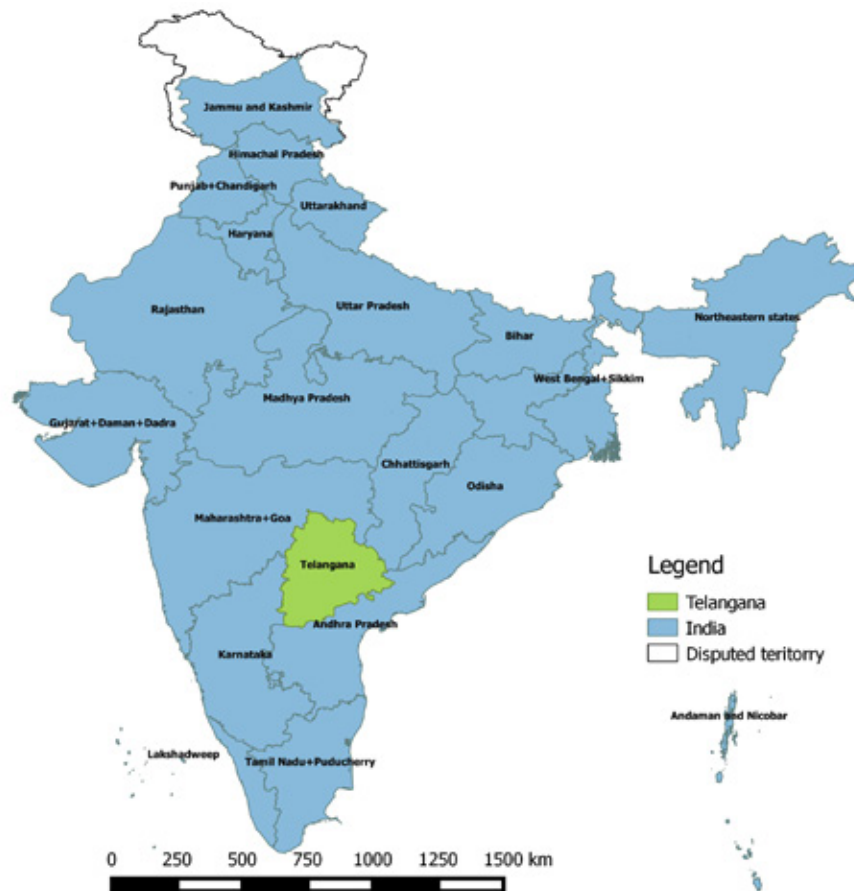 Jammu and Kashmir
Himachal Pradesh
Punjab+Chandigarh
Uttarakhand
Haryana
Rajasthan
Uttar Pradesh
Bihar
Northeastern states
West Bengal+Sikkim
Madhya Pradesh
Gujarat+Daman+Dadra
Chhattisgarh
Odisha
Maharashtra+Goa
Telangana
Andhra Pradesh
Karnataka
Lakshadweep
Tamil Nadu+Puducherry
Andaman and Nicobar
Legend
Telangana
India
Disputed teritorry
0 250 500 750 1000 1250 1500 km